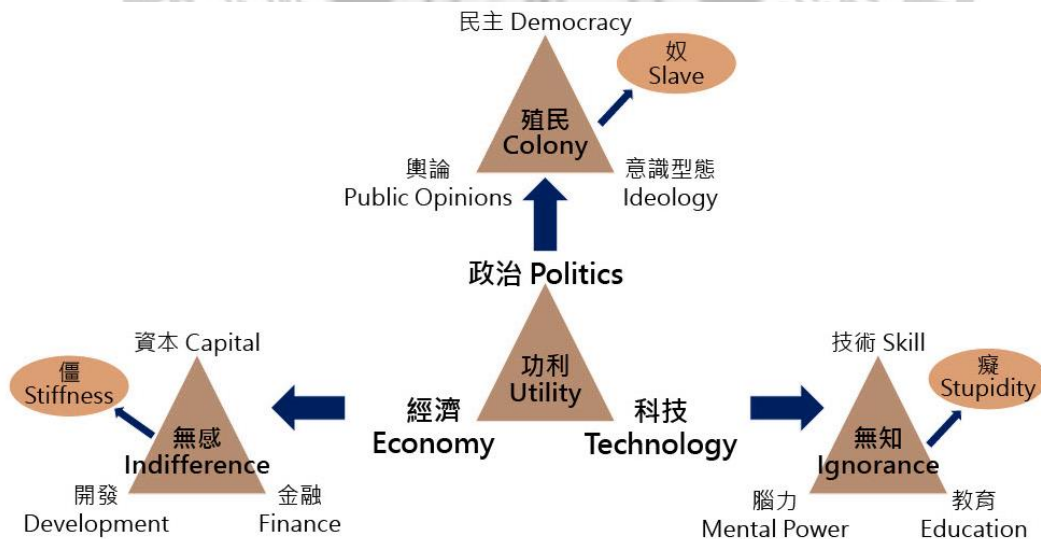 民主 Democracy
奴
Slave
殖民
Colony
輿論
Public Opinions
意識型態
Ideology
政治 Politics
功利
Utility
經濟
Economy
科技
Technology
資本 Capital
僵
Stiffness
無感
Indifference
開發
Development
金融
Finance
技術 Skill
癡
Stupidity
無知
Ignorance
腦力
Mental Power
教育
Education